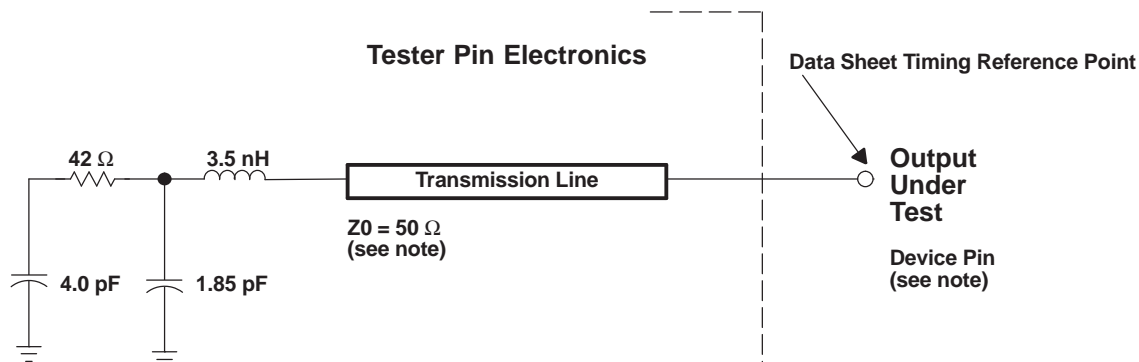 Tester Pin Electronics
Data Sheet Timing Reference Point
42 Ω
3.5 nH
Transmission Line
Output
Under
Test
Z0 = 50 Ω
(see note)
Device Pin
(see note)
4.0 pF
1.85 pF